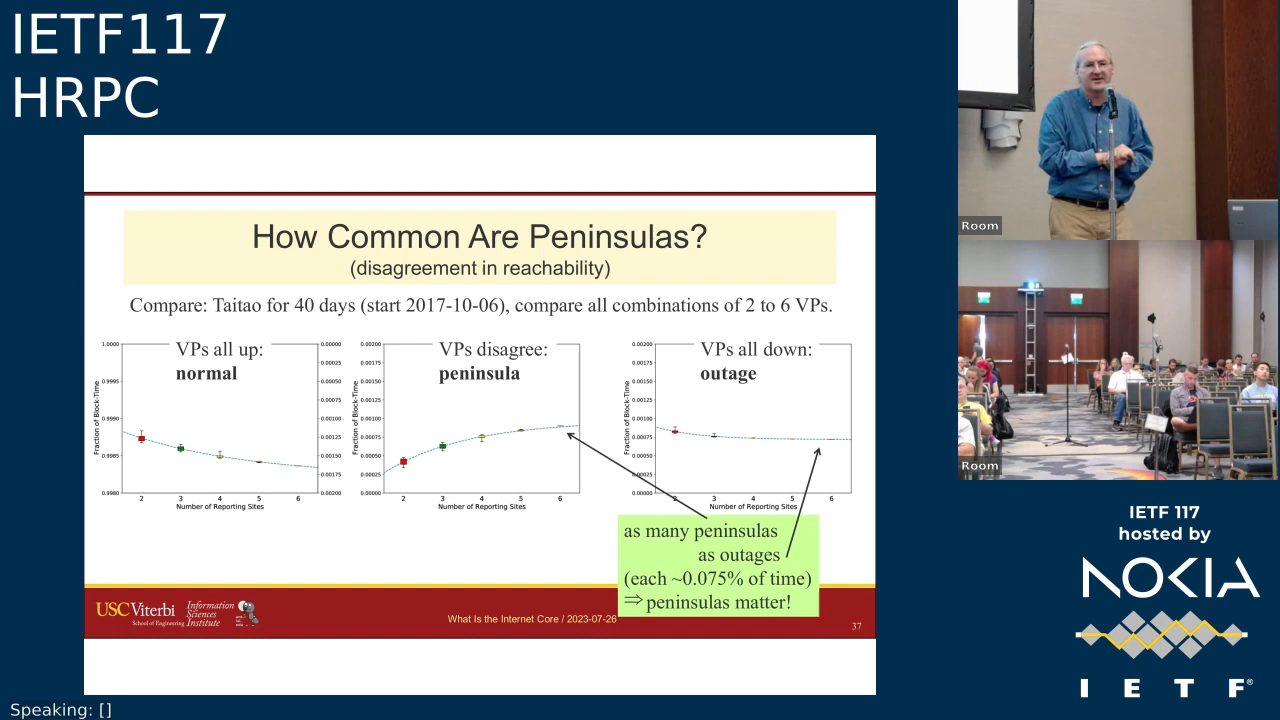 IETF117
HRPC
How Common Are Peninsulas?
(disagreement in reachability)
Compare: Taitao for 40 days (start 2017-10-06), compare all combinations of 2 to 6 VPs.
VPs all up:
normal
1.0000
0.9995
0.9990
0.9985
0.9980
0.00000
0.00025
0.00050
0.00075
0.00100
0.00125
0.00150
0.00175
0.00200
Fraction of Block-Time
2 3 4 5 6
Number of Reporting Sites
VPs disagree:
peninsula
0.00200
0.00175
0.00150
0.00125
0.00100
0.00075
0.00050
0.00025
0.00000
Fraction of Block-Time
2 3 4 5 6
Number of Reporting Sites
VPs all down:
outage
0.00200
0.00175
0.00150
0.00125
0.00100
0.00075
0.00050
0.00025
0.00000
Fraction of Block-Time
2 3 4 5 6
Number of Reporting Sites
as many peninsulas
as outages
(each ~0.075% of time)
⇒ peninsulas matter!
USC Viterbi
School of Engineering
Information
Sciences
Institute
What Is the Internet Core / 2023-07-26
37
Room
Room
IETF 117
hosted by
NOKIA
IETF®
Speaking: []